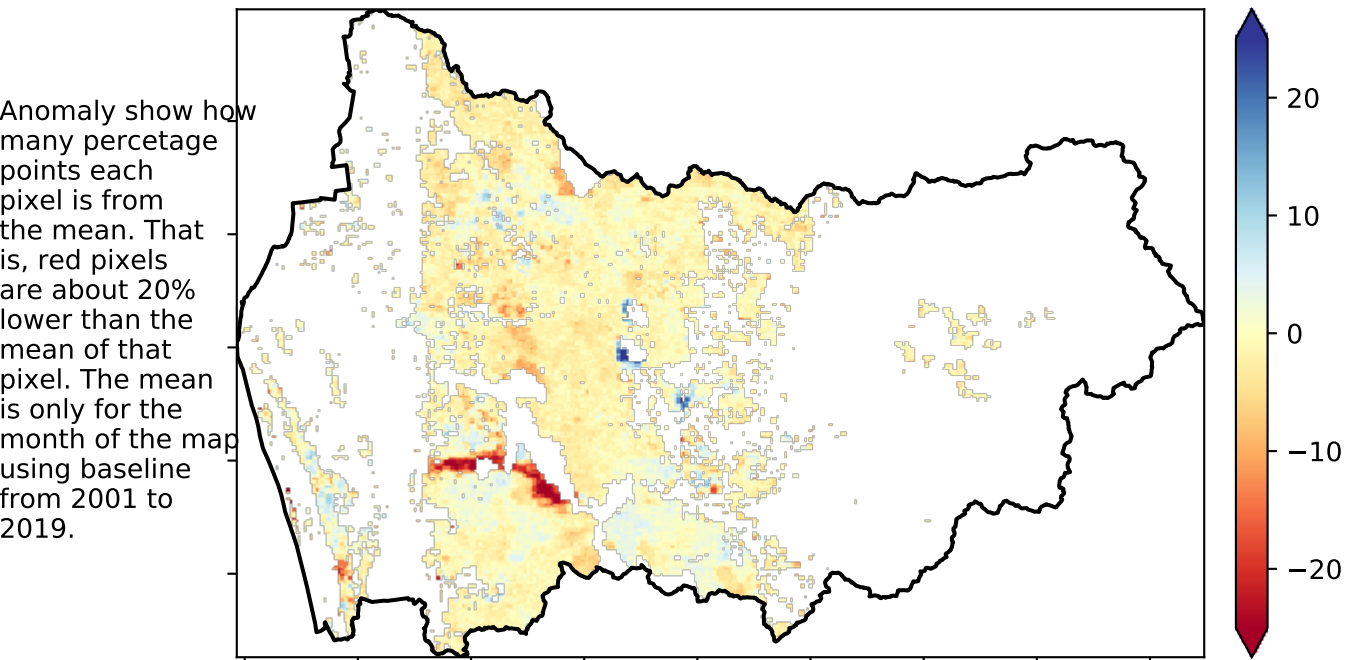 Anomaly show how
many percetage
points each
pixel is from
the mean. That
is, red pixels
are about 20%
lower than the
mean of that
pixel. The mean
is only for the
month of the map
using baseline
from 2001 to
2019.
20
10
0
−10
−20